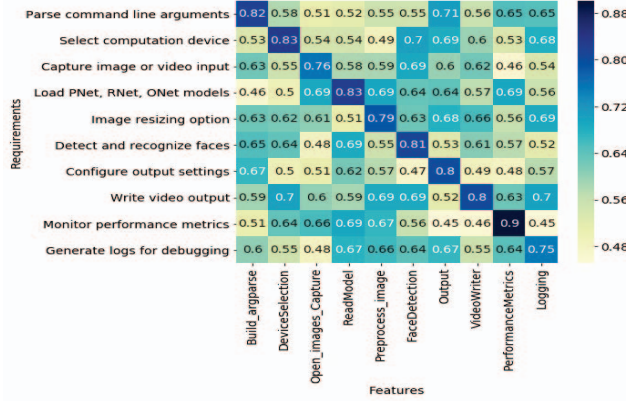 Requirements
Parse command line arguments 0.82 0.58 0.51 0.52 0.55 0.55 0.71 0.56 0.65 0.65
Select computation device 0.53 0.83 0.54 0.54 0.49 0.7 0.69 0.6 0.53 0.68
Capture image or video input 0.63 0.55 0.76 0.58 0.59 0.69 0.6 0.62 0.46 0.54
Load PNet, RNet, ONet models 0.46 0.5 0.69 0.83 0.69 0.64 0.64 0.57 0.69 0.56
Image resizing option 0.63 0.62 0.61 0.51 0.79 0.63 0.68 0.66 0.56 0.69
Detect and recognize faces 0.65 0.64 0.48 0.69 0.55 0.81 0.53 0.61 0.57 0.52
Configure output settings 0.67 0.5 0.51 0.62 0.57 0.47 0.8 0.49 0.48 0.57
Write video output 0.59 0.7 0.6 0.59 0.69 0.69 0.52 0.8 0.63 0.7
Monitor performance metrics 0.51 0.64 0.66 0.69 0.67 0.56 0.45 0.46 0.9 0.45
Generate logs for debugging 0.6 0.55 0.48 0.67 0.66 0.64 0.67 0.55 0.64 0.75
Build_argparse
DeviceSelection
Open_images_Capture
ReadModel
Preprocess_image
FaceDetection
Output
VideoWriter
PerformanceMetrics
Logging
Features
0.88
0.80
0.72
0.64
0.56
0.48